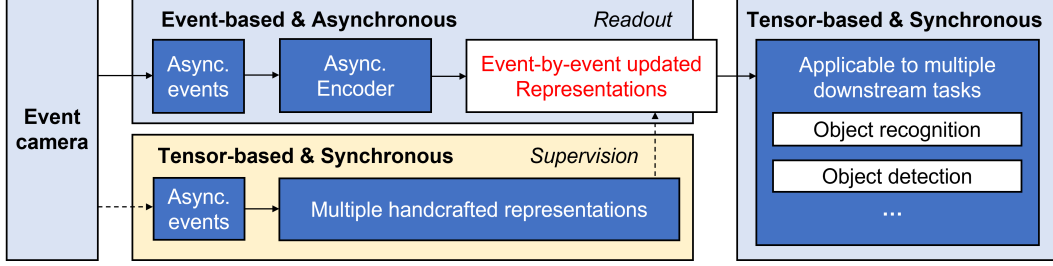 Event
camera
Event-based & Asynchronous
Readout
Async.
events
Async.
Encoder
Event-by-event updated
Representations
Tensor-based & Synchronous
Supervision
Async.
events
Multiple handcrafted representations
Tensor-based & Synchronous
Applicable to multiple
downstream tasks
Object recognition
Object detection
...